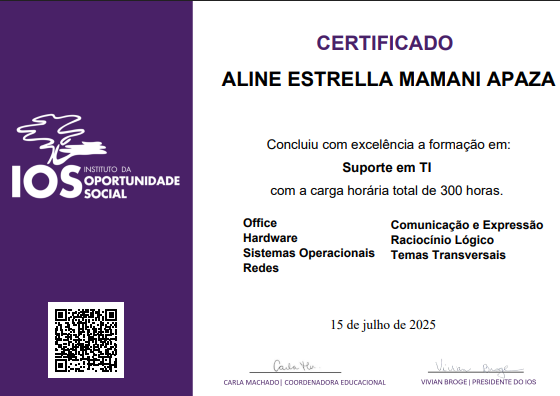 CERTIFICADO
ALINE ESTRELLA MAMANI APAZA
Concluiu com excelência a formação em:
Suporte em TI
com a carga horária total de 300 horas.
Office
Hardware
Sistemas Operacionais
Redes
Comunicação e Expressão
Raciocínio Lógico
Temas Transversais
15 de julho de 2025
IOS
INSTITUTO DA
OPORTUNIDADE
SOCIAL
Vivian Broge
CARLA MACHADO| COORDENADORA EDUCACIONAL
VIVIAN BROGE | PRESIDENTE DO IOS